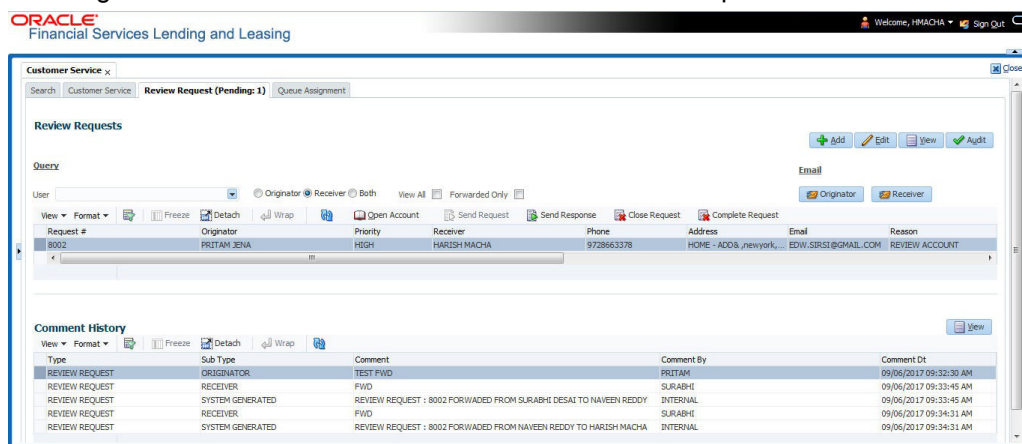 ORACLE
Financial Services Lending and Leasing
Welcome, HMACHA Sign Out
Customer Service x
Close
Search Customer Service Review Request (Pending: 1) Queue Assignment
Review Requests
Add Edit View Audit
Query
Email
User Originator Receiver Both View All Forwarded Only Originator Receiver
View Format Freeze Detach Wrap Open Account Send Request Send Response Close Request Complete Request
Request # Originator Priority Receiver Phone Address Email Reason
8002 PRITAM JENA HIGH HARISH MACHA 9728663378 HOME - ADD& ,newyork,... EDW.SIRSI@GMAIL.COM REVIEW ACCOUNT
Comment History
View
View Format Freeze Detach Wrap
Type Sub Type Comment Comment By Comment Dt
REVIEW REQUEST ORIGINATOR TEST FWD PRITAM 09/06/2017 09:32:30 AM
REVIEW REQUEST RECEIVER FWD SURABHI 09/06/2017 09:33:45 AM
REVIEW REQUEST SYSTEM GENERATED REVIEW REQUEST : 8002 FORWADED FROM SURABHI DESAI TO NAVEEN REDDY INTERNAL 09/06/2017 09:33:45 AM
REVIEW REQUEST RECEIVER FWD SURABHI 09/06/2017 09:34:31 AM
REVIEW REQUEST SYSTEM GENERATED REVIEW REQUEST : 8002 FORWADED FROM NAVEEN REDDY TO HARISH MACHA INTERNAL 09/06/2017 09:34:31 AM